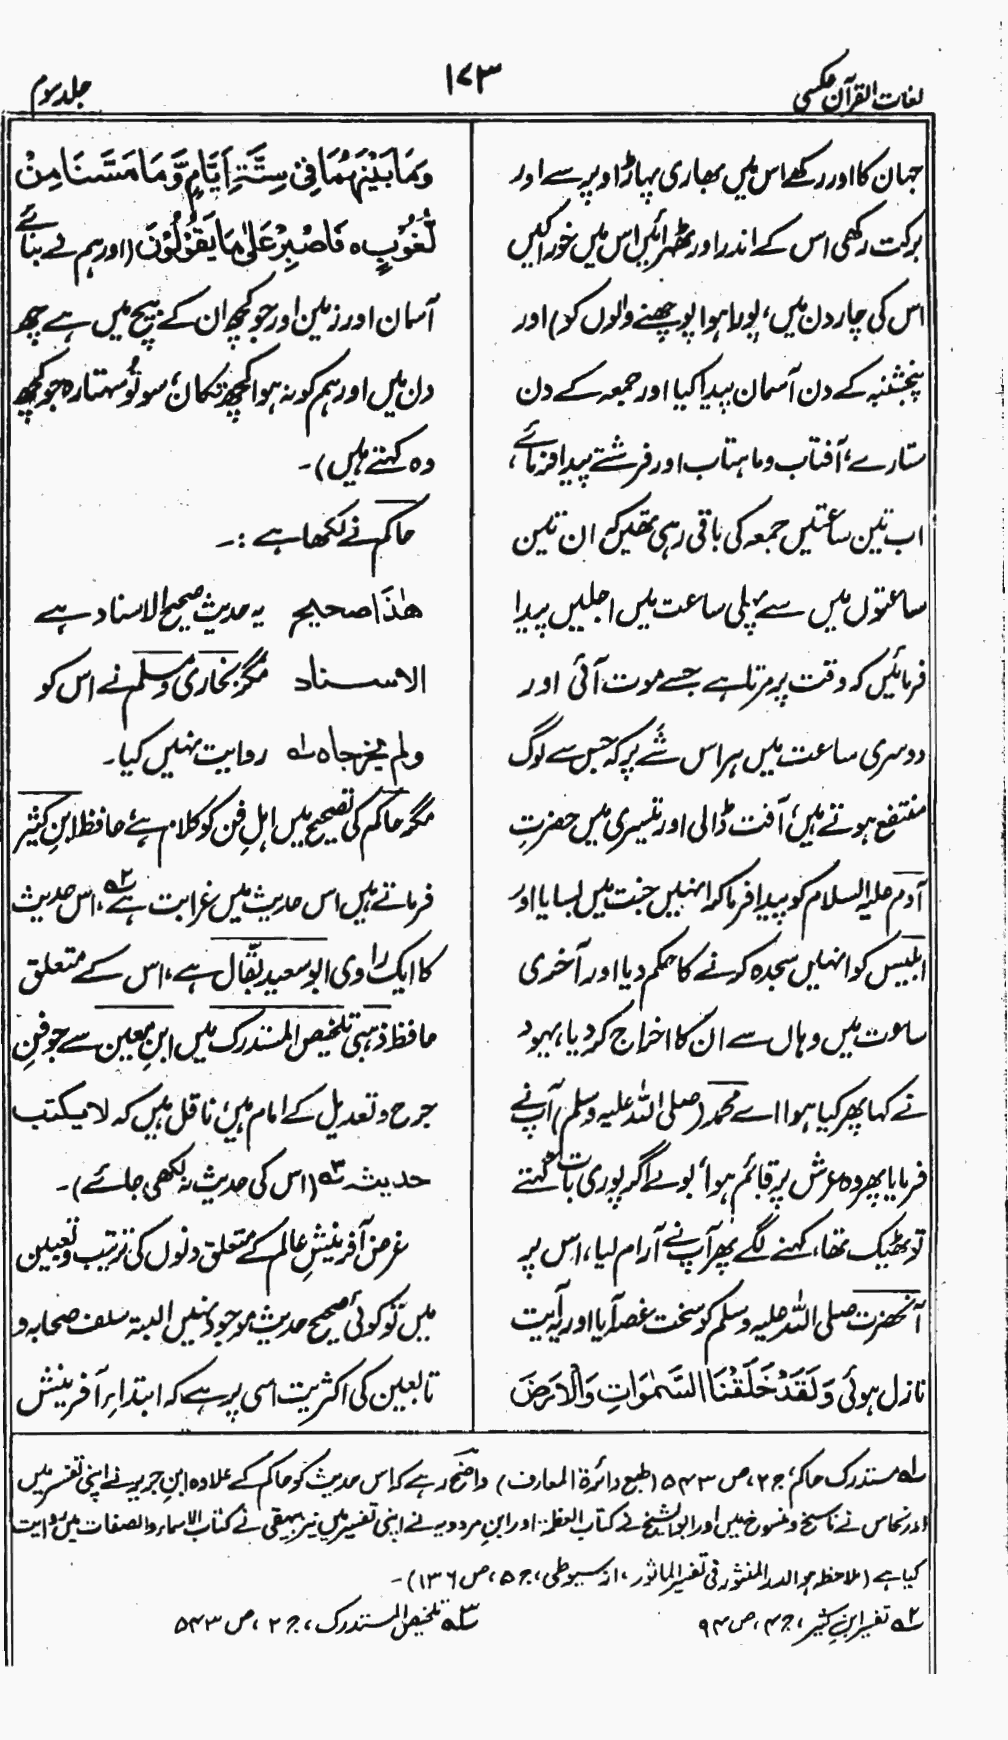 لغات القرآن عکسی
۱۷۳
جلد سوم
جہان کا اور رکھے اس میں بھاری پہاڑ اوپر سے اور
برکت رکھی اس کے اندر اور ٹھہرائیں اس میں خوراکیں
اس کی چار دن میں، پورا ہوا پوچھنے والوں کو) اور
پنجشنبہ کے دن آسمان پیدا کیا اور جمعہ کے دن
ستارے، آفتاب و ماہتاب اور فرشتے پیدا فرمائے،
اب تین ساعتیں جمعہ کی باقی رہی تھیں کہ ان تین
ساعتوں میں سے پہلی ساعت میں اجلیں پیدا
فرمائیں کہ وقت پر مرتا ہے جسے موت آئی اور
دوسری ساعت میں ہر اس شے پر کہ جس سے لوگ
منتفع ہوتے ہیں، آفت ڈالی اور تیسری میں حضرت
آدم علیہ السلام کو پیدا فرما کر انہیں جنت میں بسایا اور
ابلیس کو انہیں سجدہ کرنے کا حکم دیا اور آخری
ساعت میں وہاں سے ان کا اخراج کر دیا، یہود
نے کہا پھر کیا ہوا اے محمد (صلی اللہ علیہ وسلم) آپ نے
فرمایا پھر وہ عرش پر قائم ہوا، بولے اگر پوری بات کہتے
تو ٹھیک تھا، کہنے لگے پھر آپ نے آرام لیا، اس پر
آنحضرت صلی اللہ علیہ وسلم کو سخت غصہ آیا اور یہ آیت
نازل ہوئی وَلَقَدْ خَلَقْنَا السَّمٰوَاتِ وَالْاَرْضَ
وَمَا بَيْنَهُمَا فِىْ سِتَّةِ اَيَّامٍ وَّمَا مَسَّنَا مِنْ
لُّغُوْبٍ ہ فَاصْبِرْ عَلٰى مَا يَقُوْلُوْنَ (اور ہم نے بنائے
آسمان اور زمین اور جو کچھ ان کے بیچ میں ہے چھ
دن میں اور ہم کو نہ ہوا کچھ تکان، سو تُو سہتا رہ جو کچھ
وہ کہتے ہیں)۔
حاکم نے لکھا ہے :۔
ھٰذا صحیح یہ حدیث صحیح الاسناد ہے
الاسناد مگر بخاری و مسلم نے اس کو
ولم یخرجاہ لہ روایت نہیں کیا۔
مگر حاکم کی تصحیح میں اہلِ فن کو کلام ہے، حافظ ابنِ کثیر
فرماتے ہیں اس حدیث میں غرابت ہے ۲ہ، اس حدیث
کا ایک راوی ابو سعید بقّال ہے، اس کے متعلق
حافظ ذہبی تلخیص المستدرک میں ابنِ معین سے جو فنِ
جرح و تعدیل کے امام ہیں، ناقل ہیں کہ لا یکتب
حدیثہ ۳ہ (اس کی حدیث نہ لکھی جائے)۔
غرض آفرینشِ عالم کے متعلق دنوں کی ترتیب و تعیین
میں تو کوئی صحیح حدیث موجود نہیں البتہ سلف صحابہ و
تابعین کی اکثریت اسی پر ہے کہ ابتداءِ آفرینش
لہ مستدرک حاکم، ج ۲، ص ۵۴۳ (طبع دائرۃ المعارف) واضح رہے کہ اس حدیث کو حاکم کے علاوہ ابنِ جریر نے اپنی تفسیر میں
اور نحاس نے ناسخ و منسوخ میں اور ابو الشیخ نے کتاب العظمۃ اور ابنِ مردویہ نے اپنی تفسیر میں نیز بیہقی نے کتاب الاسماء والصفات میں روایت
کیا ہے (ملاحظہ ہو الدر المنثور فی تفسیر الماثور، از سیوطی، ج ۵، ص ۱۳۶)۔
۲ہ تفسیر ابنِ کثیر، ج ۴، ص ۹۴
۳ہ تلخیص المستدرک، ج ۲، ص ۵۴۳